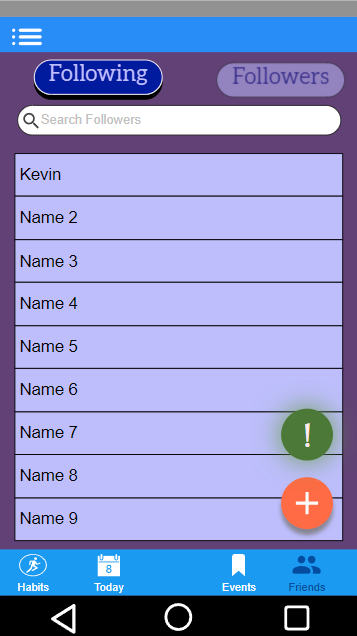 Following
Followers
Search Followers
Kevin
Name 2
Name 3
Name 4
Name 5
Name 6
Name 7
!
Name 8
+
Name 9
8
Habits Today Events Friends